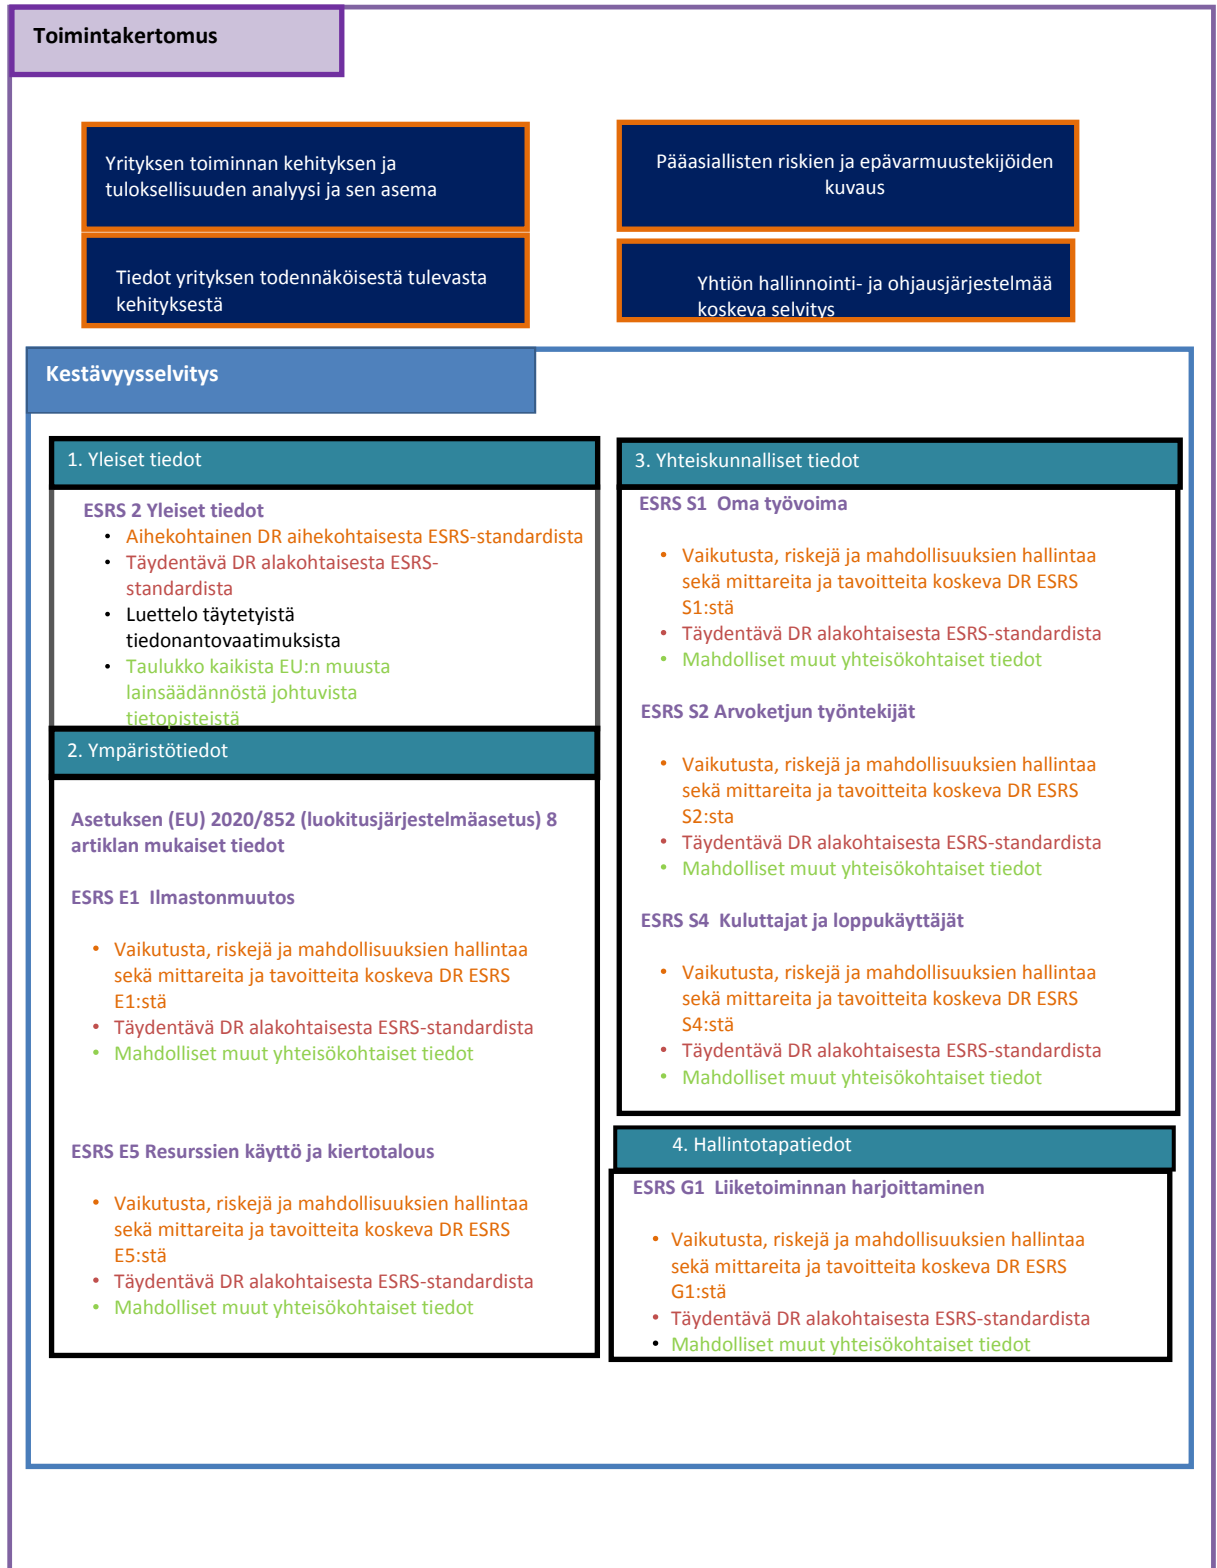 Toimintakertomus
Yrityksen toiminnan kehityksen ja
tuloksellisuuden analyysi ja sen asema
Pääasiallisten riskien ja epävarmuustekijöiden
kuvaus
Tiedot yrityksen todennäköisestä tulevasta
kehityksestä
Yhtiön hallinnointi- ja ohjausjärjestelmää
koskeva selvitys
Kestävyysselvitys
1. Yleiset tiedot
ESRS 2 Yleiset tiedot
• Aihekohtainen DR aihekohtaisesta ESRS-standardista
• Täydentävä DR alakohtaisesta ESRS-
standardista
• Luettelo täytetyistä
tiedonantovaatimuksista
• Taulukko kaikista EU:n muusta
lainsäädännöstä johtuvista
tietopisteistä
2. Ympäristötiedot
Asetuksen (EU) 2020/852 (luokitusjärjestelmäasetus) 8
artiklan mukaiset tiedot
ESRS E1 Ilmastonmuutos
• Vaikutusta, riskejä ja mahdollisuuksien hallintaa
sekä mittareita ja tavoitteita koskeva DR ESRS
E1:stä
• Täydentävä DR alakohtaisesta ESRS-standardista
• Mahdolliset muut yhteisökohtaiset tiedot
ESRS E5 Resurssien käyttö ja kiertotalous
• Vaikutusta, riskejä ja mahdollisuuksien hallintaa
sekä mittareita ja tavoitteita koskeva DR ESRS
E5:stä
• Täydentävä DR alakohtaisesta ESRS-standardista
• Mahdolliset muut yhteisökohtaiset tiedot
3. Yhteiskunnalliset tiedot
ESRS S1 Oma työvoima
• Vaikutusta, riskejä ja mahdollisuuksien hallintaa
sekä mittareita ja tavoitteita koskeva DR ESRS
S1:stä
• Täydentävä DR alakohtaisesta ESRS-standardista
• Mahdolliset muut yhteisökohtaiset tiedot
ESRS S2 Arvoketjun työntekijät
• Vaikutusta, riskejä ja mahdollisuuksien hallintaa
sekä mittareita ja tavoitteita koskeva DR ESRS
S2:sta
• Täydentävä DR alakohtaisesta ESRS-standardista
• Mahdolliset muut yhteisökohtaiset tiedot
ESRS S4 Kuluttajat ja loppukäyttäjät
• Vaikutusta, riskejä ja mahdollisuuksien hallintaa
sekä mittareita ja tavoitteita koskeva DR ESRS
S4:stä
• Täydentävä DR alakohtaisesta ESRS-standardista
• Mahdolliset muut yhteisökohtaiset tiedot
4. Hallintotapatiedot
ESRS G1 Liiketoiminnan harjoittaminen
• Vaikutusta, riskejä ja mahdollisuuksien hallintaa
sekä mittareita ja tavoitteita koskeva DR ESRS
G1:stä
• Täydentävä DR alakohtaisesta ESRS-standardista
• Mahdolliset muut yhteisökohtaiset tiedot